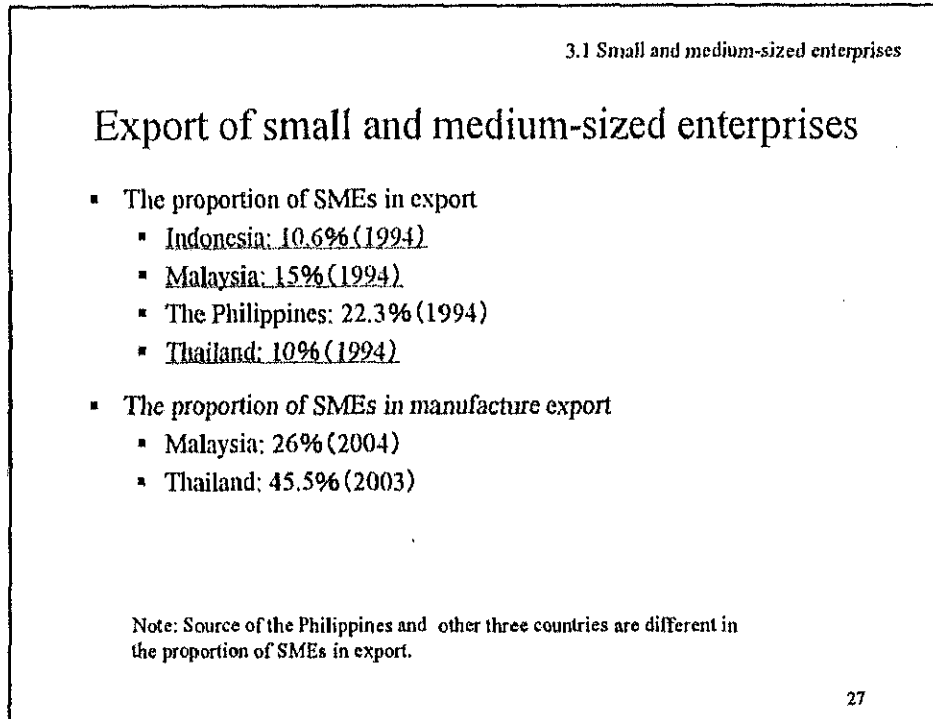 3.1 Small and medium-sized enterprises
Export of small and medium-sized enterprises
▪ The proportion of SMEs in export
▪ Indonesia: 10.6% (1994)
▪ Malaysia: 15% (1994)
▪ The Philippines: 22.3% (1994)
▪ Thailand: 10% (1994)
▪ The proportion of SMEs in manufacture export
▪ Malaysia: 26% (2004)
▪ Thailand: 45.5% (2003)
Note: Source of the Philippines and other three countries are different in
the proportion of SMEs in export.
27